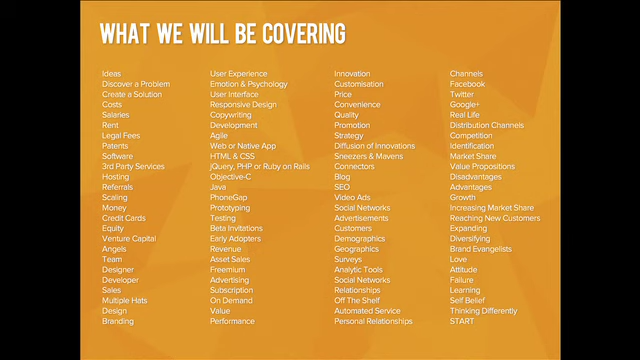 WHAT WE WILL BE COVERING
Ideas
Discover a Problem
Create a Solution
Costs
Salaries
Rent
Legal Fees
Patents
Software
3rd Party Services
Hosting
Referrals
Scaling
Money
Credit Cards
Equity
Venture Capital
Angels
Team
Designer
Developer
Sales
Multiple Hats
Design
Branding
User Experience
Emotion & Psychology
User Interface
Responsive Design
Copywriting
Development
Agile
Web or Native App
HTML & CSS
jQuery, PHP or Ruby on Rails
Objective-C
Java
PhoneGap
Prototyping
Testing
Beta Invitations
Early Adopters
Revenue
Asset Sales
Freemium
Advertising
Subscription
On Demand
Value
Performance
Innovation
Customisation
Price
Convenience
Quality
Promotion
Strategy
Diffusion of Innovations
Sneezers & Mavens
Connectors
Blog
SEO
Video Ads
Social Networks
Advertisements
Customers
Demographics
Geographics
Surveys
Analytic Tools
Social Networks
Relationships
Off The Shelf
Automated Service
Personal Relationships
Channels
Facebook
Twitter
Google+
Real Life
Distribution Channels
Competition
Identification
Market Share
Value Propositions
Disadvantages
Advantages
Growth
Increasing Market Share
Reaching New Customers
Expanding
Diversifying
Brand Evangelists
Love
Attitude
Failure
Learning
Self Belief
Thinking Differently
START